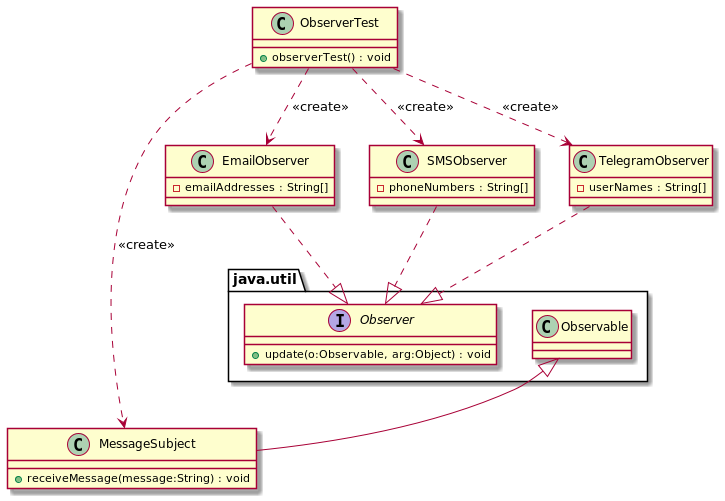 C ObserverTest
observerTest() : void
«create»
«create»
«create»
C EmailObserver
emailAddresses : String[]
C SMSObserver
phoneNumbers : String[]
C TelegramObserver
userNames : String[]
«create»
java.util
I Observer
update(o:Observable, arg:Object) : void
C Observable
C MessageSubject
receiveMessage(message:String) : void